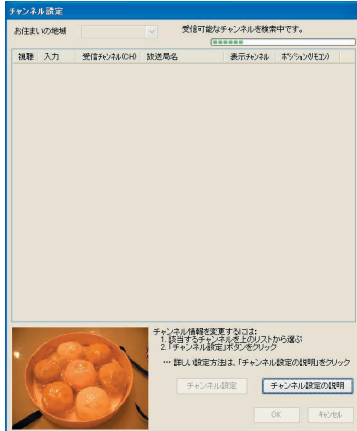 チャンネル設定
お住まいの地域
受信可能なチャンネルを検索中です。
視聴 入力 受信チャンネル(CH) 放送局名 表示チャンネル ポジション(リモコン)
チャンネル情報を変更するには:
1. 該当するチャンネルを上のリストから選ぶ
2. 「チャンネル設定」ボタンをクリック
… 詳しい設定方法は、「チャンネル設定の説明」をクリック
チャンネル設定 チャンネル設定の説明
OK キャンセル